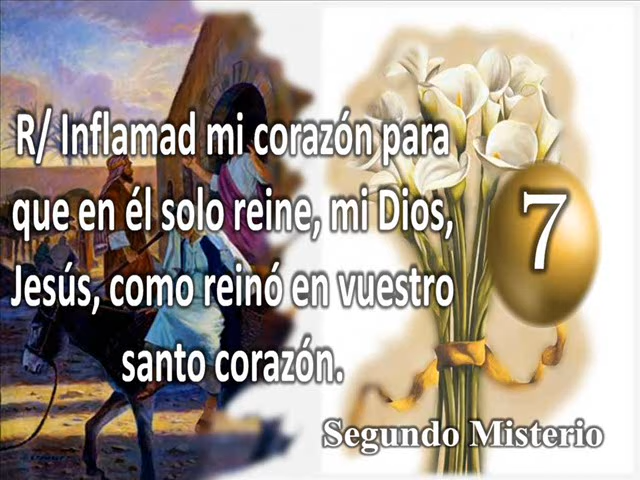 R/ Inflamad mi corazón para
que en él solo reine, mi Dios,
Jesús, como reinó en vuestro
santo corazón.
7
Segundo Misterio